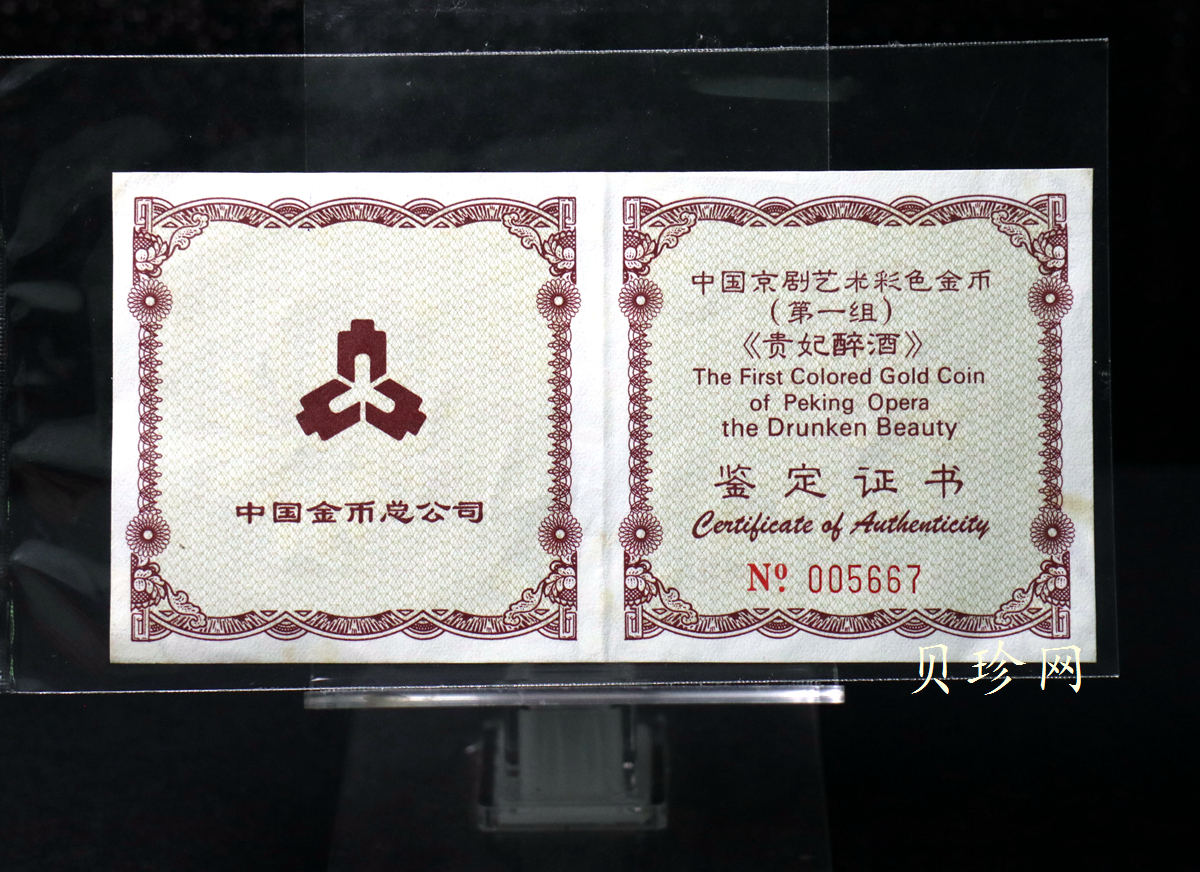 中国金币总公司
中国京剧艺术彩色金币
（第一组）
《贵妃醉酒》
The First Colored Gold Coin
of Peking Opera
the Drunken Beauty
鉴定证书
Certificate of Authenticity
Nº 005667
贝珍网